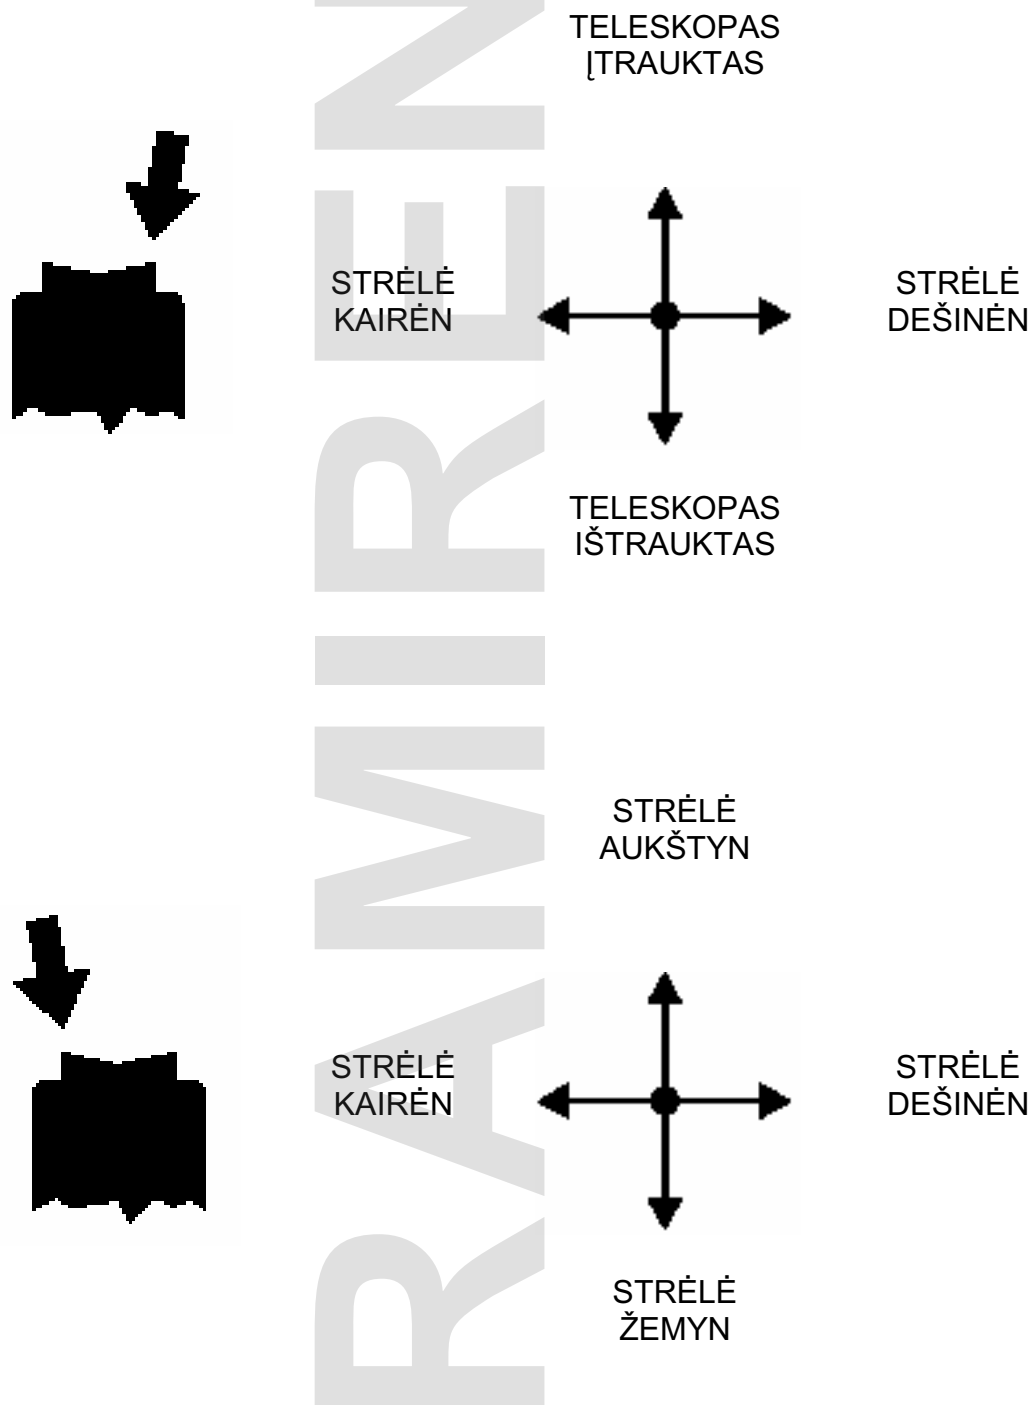 TELESKOPAS
ĮTRAUKTAS
STRĖLĖ
KAIRĖN
STRĖLĖ
DEŠINĖN
TELESKOPAS
IŠTRAUKTAS
STRĖLĖ
AUKŠTYN
STRĖLĖ
KAIRĖN
STRĖLĖ
DEŠINĖN
STRĖLĖ
ŽEMYN
RAMIREN